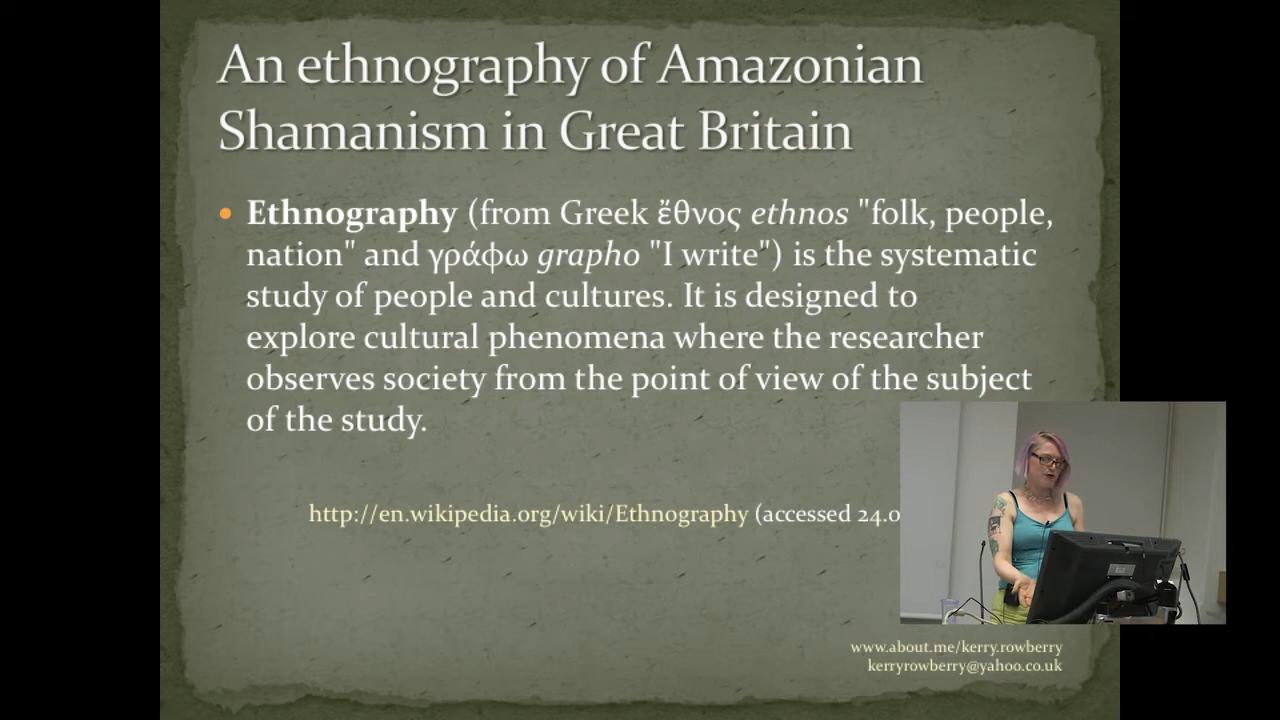 An ethnography of Amazonian
Shamanism in Great Britain
• Ethnography (from Greek ἔθνος ethnos "folk, people,
nation" and γράφω grapho "I write") is the systematic
study of people and cultures. It is designed to
explore cultural phenomena where the researcher
observes society from the point of view of the subject
of the study.
http://en.wikipedia.org/wiki/Ethnography (accessed 24.0
www.about.me/kerry.rowberry
kerryrowberry@yahoo.co.uk